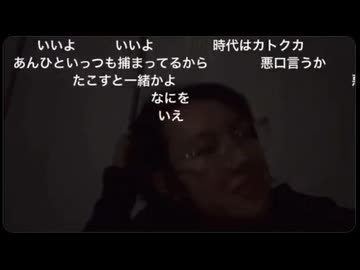 いいよ いいよ 時代はカトクカ
あんひといっつも捕まってるから 悪口言うか
たこすと一緒かよ
なにを
いえ